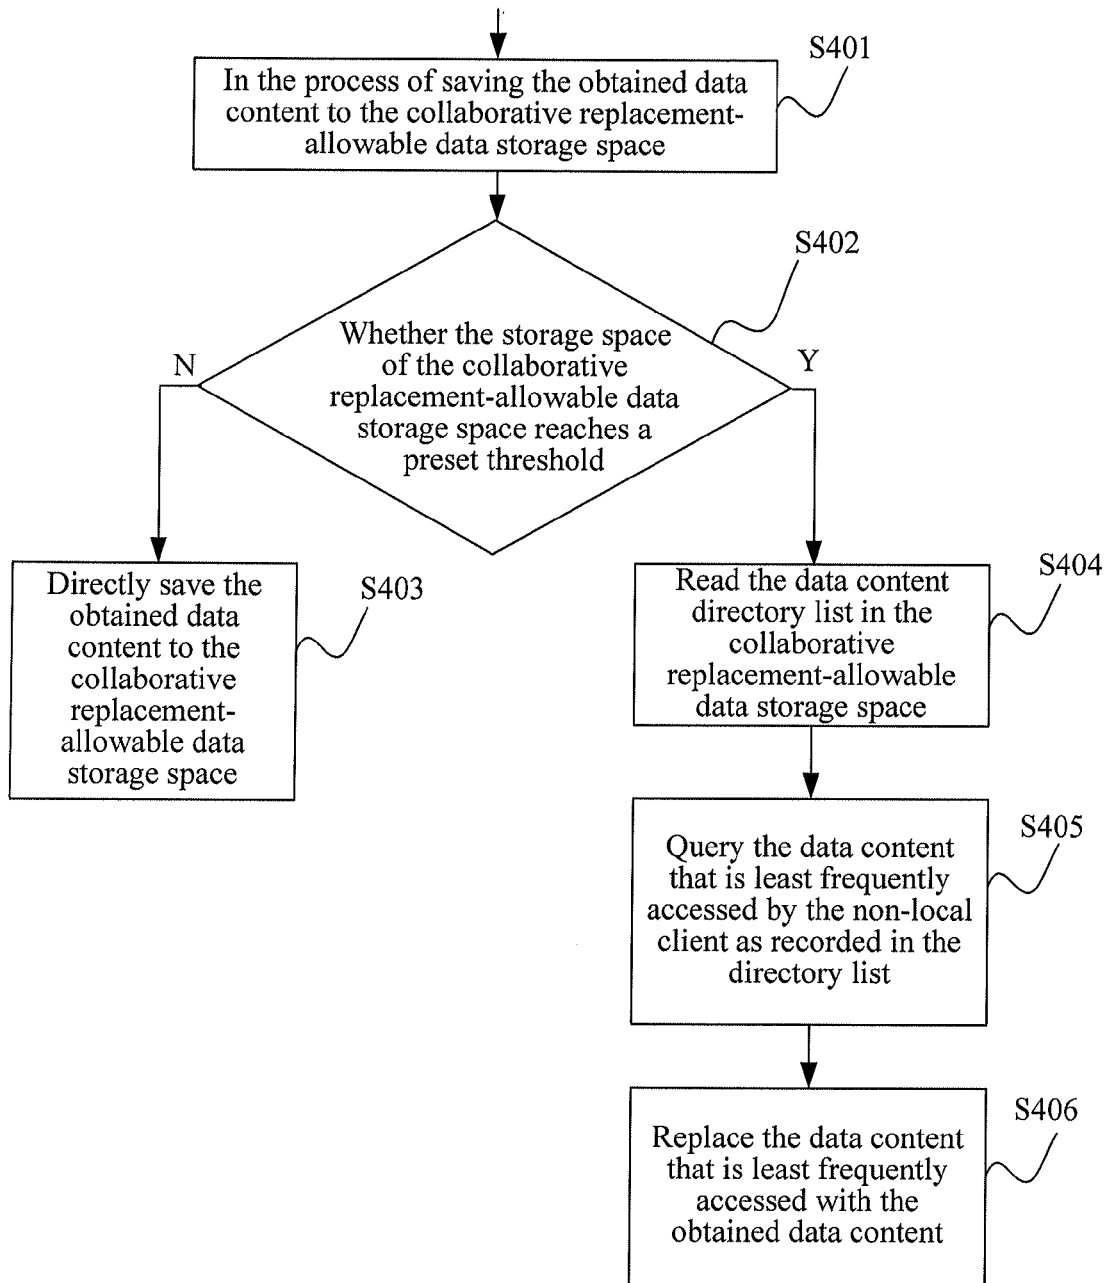 S401
In the process of saving the obtained data
content to the collaborative replacement-
allowable data storage space
S402
Whether the storage space
of the collaborative
replacement-allowable data
storage space reaches a
preset threshold
N
Y
S403
Directly save the
obtained data
content to the
collaborative
replacement-
allowable data
storage space
S404
Read the data content
directory list in the
collaborative
replacement-allowable
data storage space
S405
Query the data content
that is least frequently
accessed by the non-local
client as recorded in the
directory list
S406
Replace the data content
that is least frequently
accessed with the
obtained data content